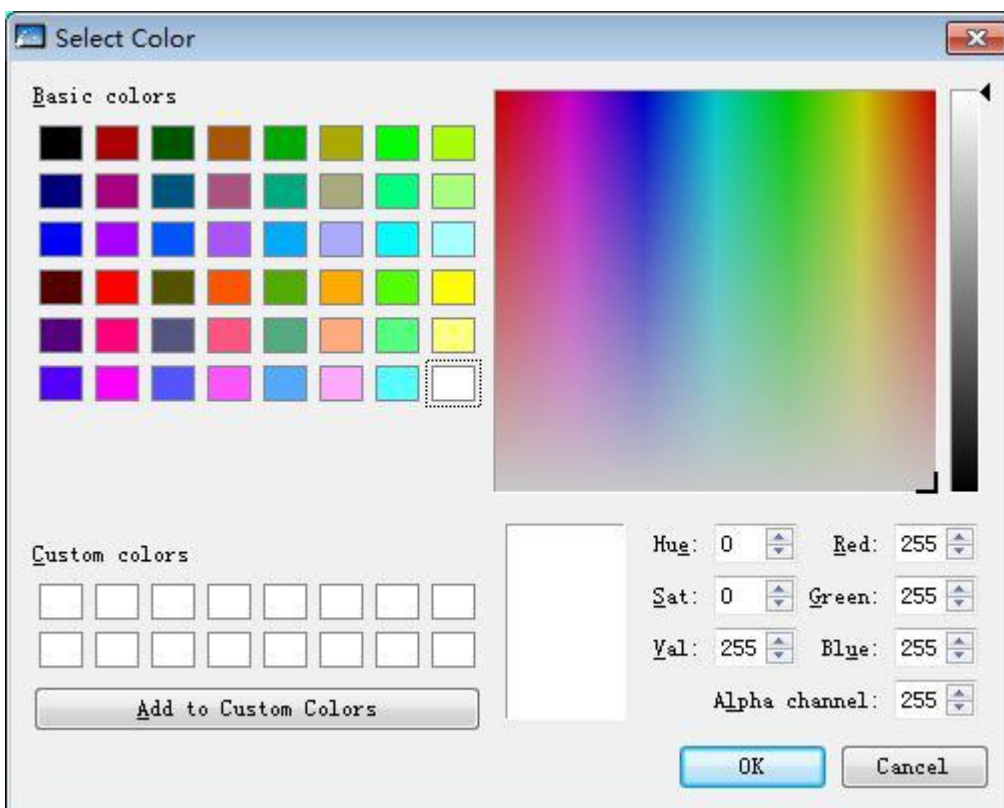 Select Color
Basic colors
Custom colors
Add to Custom Colors
Hue: 0 Red: 255
Sat: 0 Green: 255
Val: 255 Blue: 255
Alpha channel: 255
OK Cancel